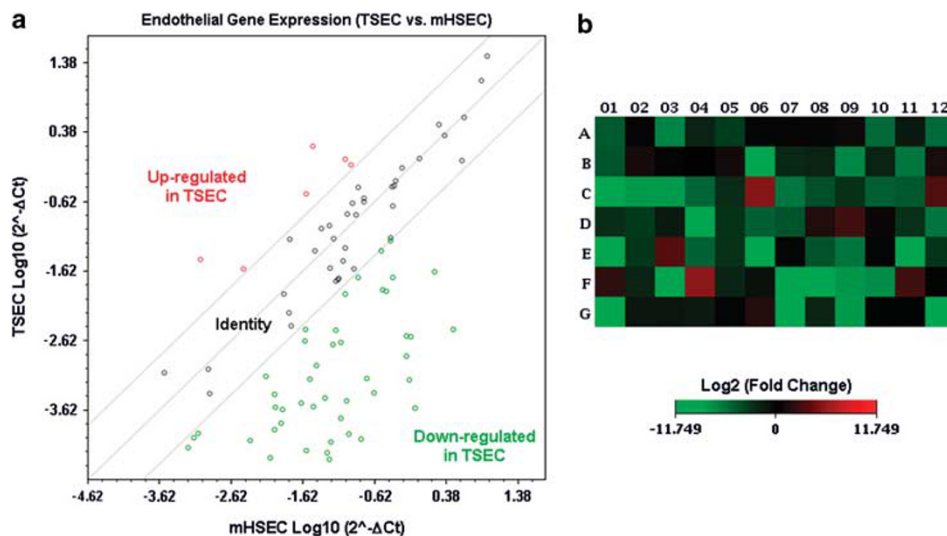 a
Endothelial Gene Expression (TSEC vs. mHSEC)
TSEC Log10 (2^-ΔCt)
1.38
0.38
-0.62
-1.62
-2.62
-3.62
Up-regulated
in TSEC
Identity
Down-regulated
in TSEC
-4.62 -3.62 -2.62 -1.62 -0.62 0.38 1.38
mHSEC Log10 (2^-ΔCt)
b
01 02 03 04 05 06 07 08 09 10 11 12
A
B
C
D
E
F
G
Log2 (Fold Change)
-11.749 0 11.749